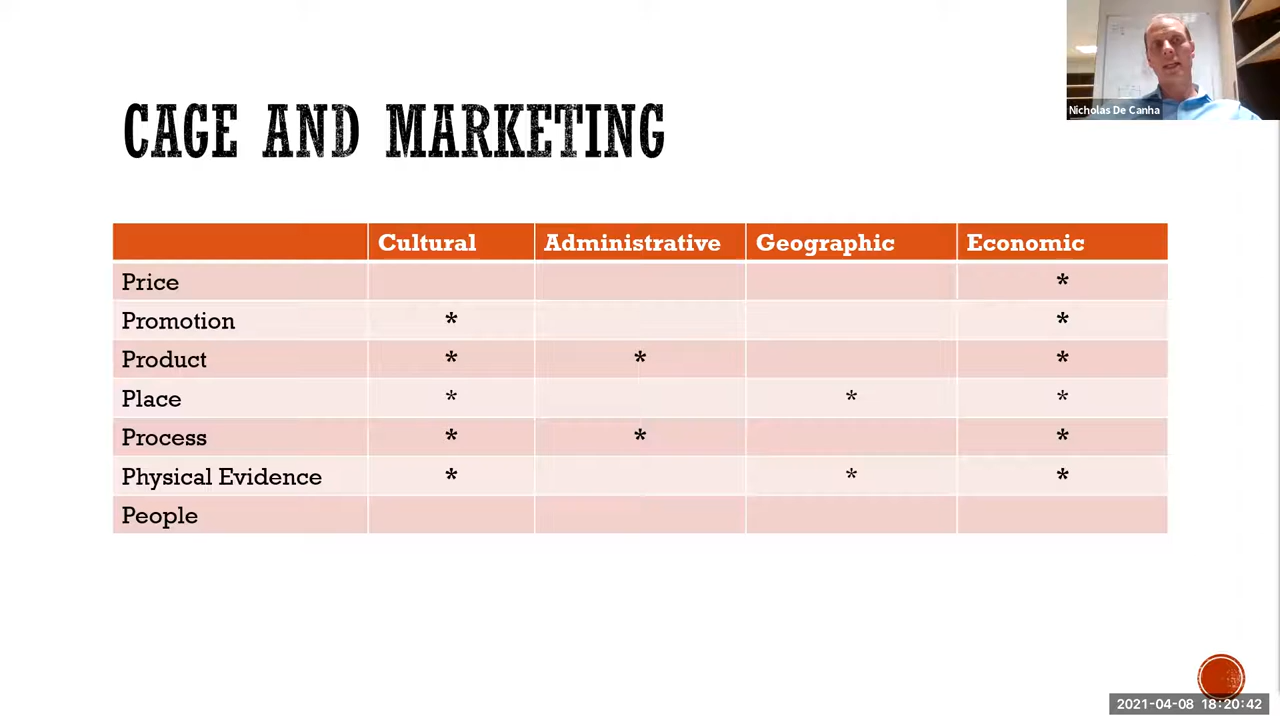 Nicholas De Canha
CAGE AND MARKETING
Cultural Administrative Geographic Economic
Price *
Promotion * *
Product * * *
Place * * *
Process * * *
Physical Evidence * * *
People
2021-04-08 18:20:42